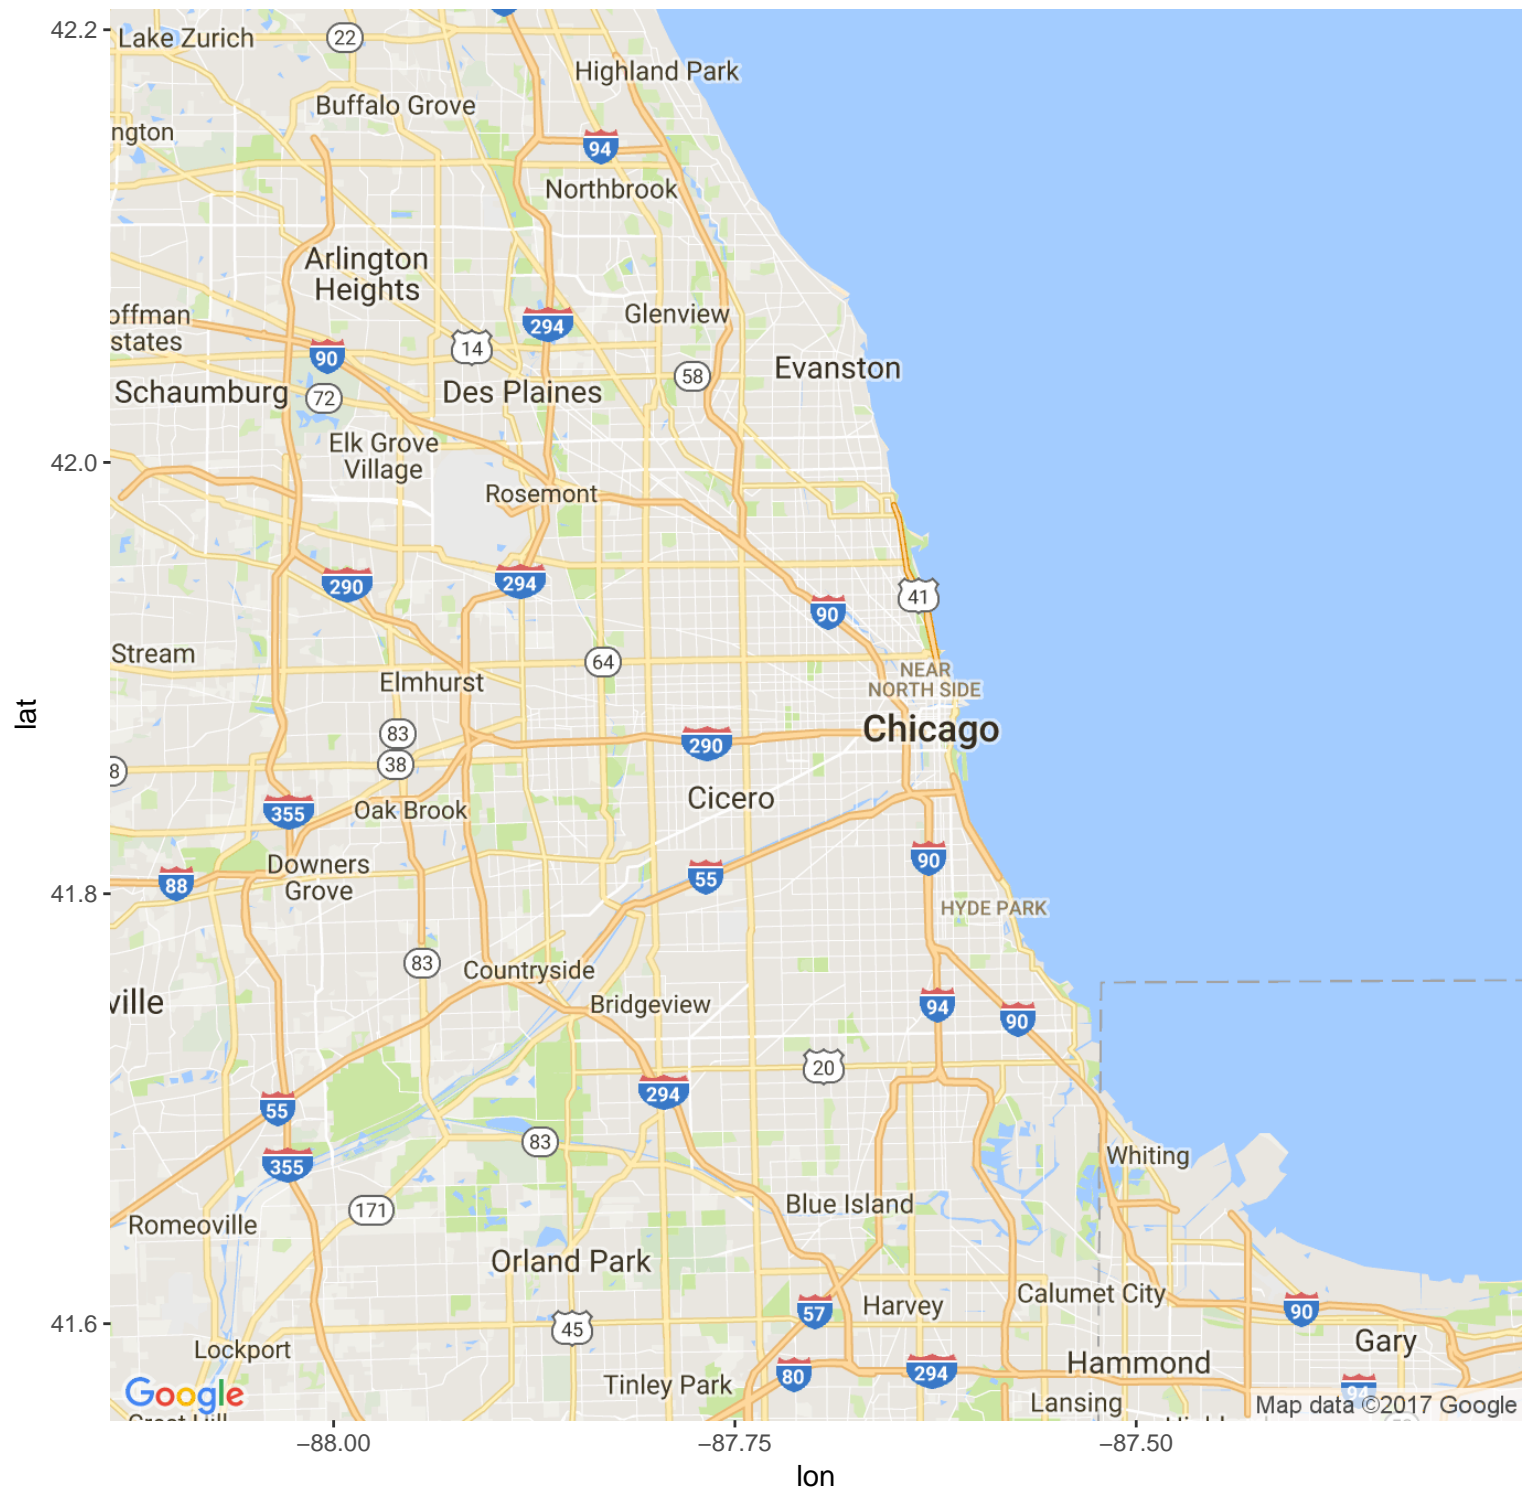 42.2
Lake Zurich
22
Highland Park
Buffalo Grove
ngton
94
Northbrook
Arlington
Heights
offman
states
294
Glenview
14
90
58
Evanston
Schaumburg
72
Des Plaines
Elk Grove
Village
42.0
Rosemont
290
294
90
41
Stream
64
NEAR
NORTH SIDE
Elmhurst
lat
83
290
Chicago
38
8
355
Oak Brook
Cicero
Downers
Grove
88
55
90
41.8
HYDE PARK
83
Countryside
ville
Bridgeview
94
90
20
294
55
83
355
Whiting
171
Blue Island
Romeoville
Orland Park
Calumet City
57
Harvey
90
41.6
45
Lockport
Gary
Hammond
80
294
Tinley Park
94
Google
Lansing
Map data ©2017 Google
Crest Hill
−88.00
−87.75
−87.50
lon